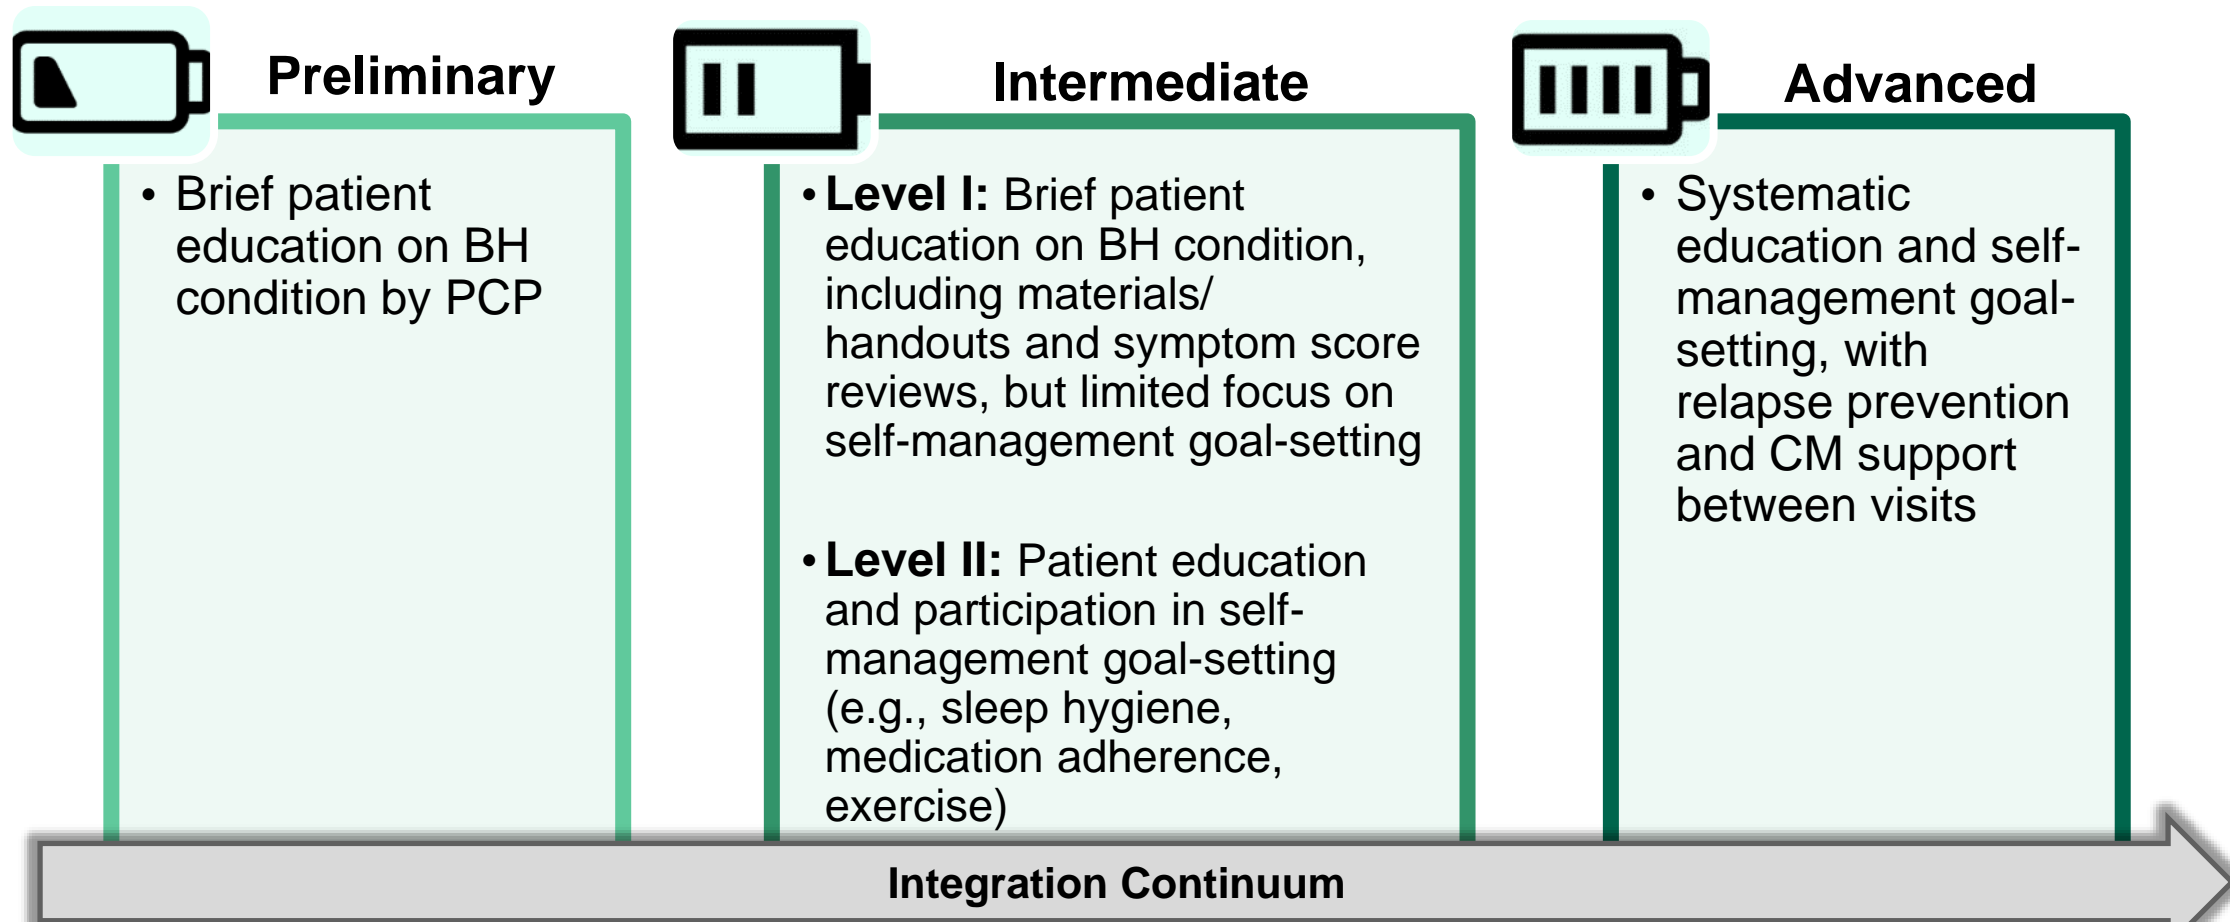 Preliminary
• Brief patient
education on BH
condition by PCP
Intermediate
• Level I: Brief patient
education on BH condition,
including materials/
handouts and symptom score
reviews, but limited focus on
self-management goal-setting
• Level II: Patient education
and participation in self-
management goal-setting
(e.g., sleep hygiene,
medication adherence,
exercise)
Advanced
• Systematic
education and self-
management goal-
setting, with
relapse prevention
and CM support
between visits
Integration Continuum